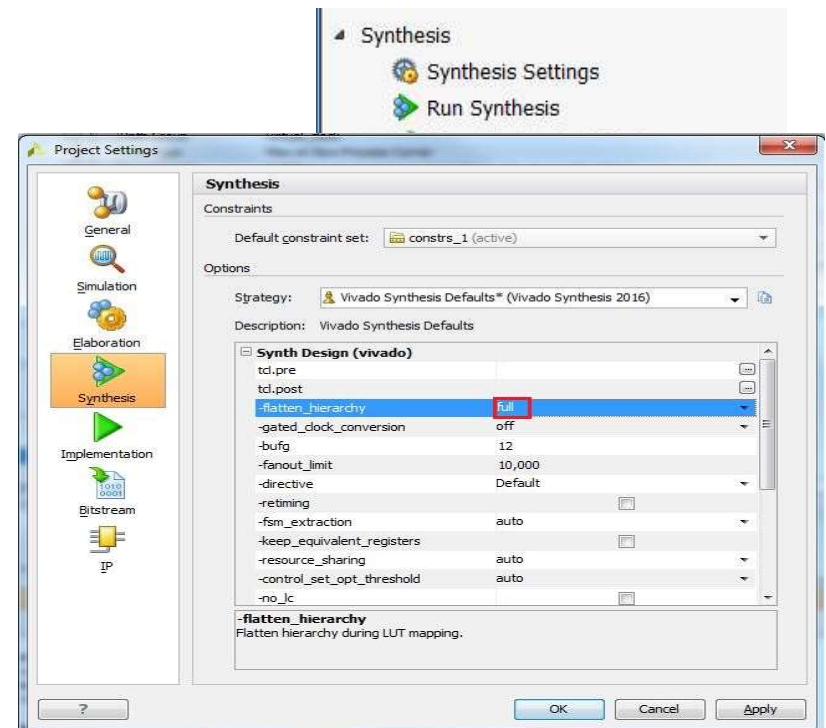 Synthesis
Synthesis Settings
Run Synthesis
Project Settings
General
Simulation
Elaboration
Synthesis
Implementation
Bitstream
IP
Synthesis
Constraints
Default constraint set: constrs_1 (active)
Options
Strategy: Vivado Synthesis Defaults* (Vivado Synthesis 2016)
Description: Vivado Synthesis Defaults
Synth Design (vivado)
tcl.pre
tcl.post
-flatten_hierarchy full
-gated_clock_conversion off
-bufg 12
-fanout_limit 10,000
-directive Default
-retiming
-fsm_extraction auto
-keep_equivalent_registers
-resource_sharing auto
-control_set_opt_threshold auto
-no_lc
-flatten_hierarchy
Flatten hierarchy during LUT mapping.
? OK Cancel Apply